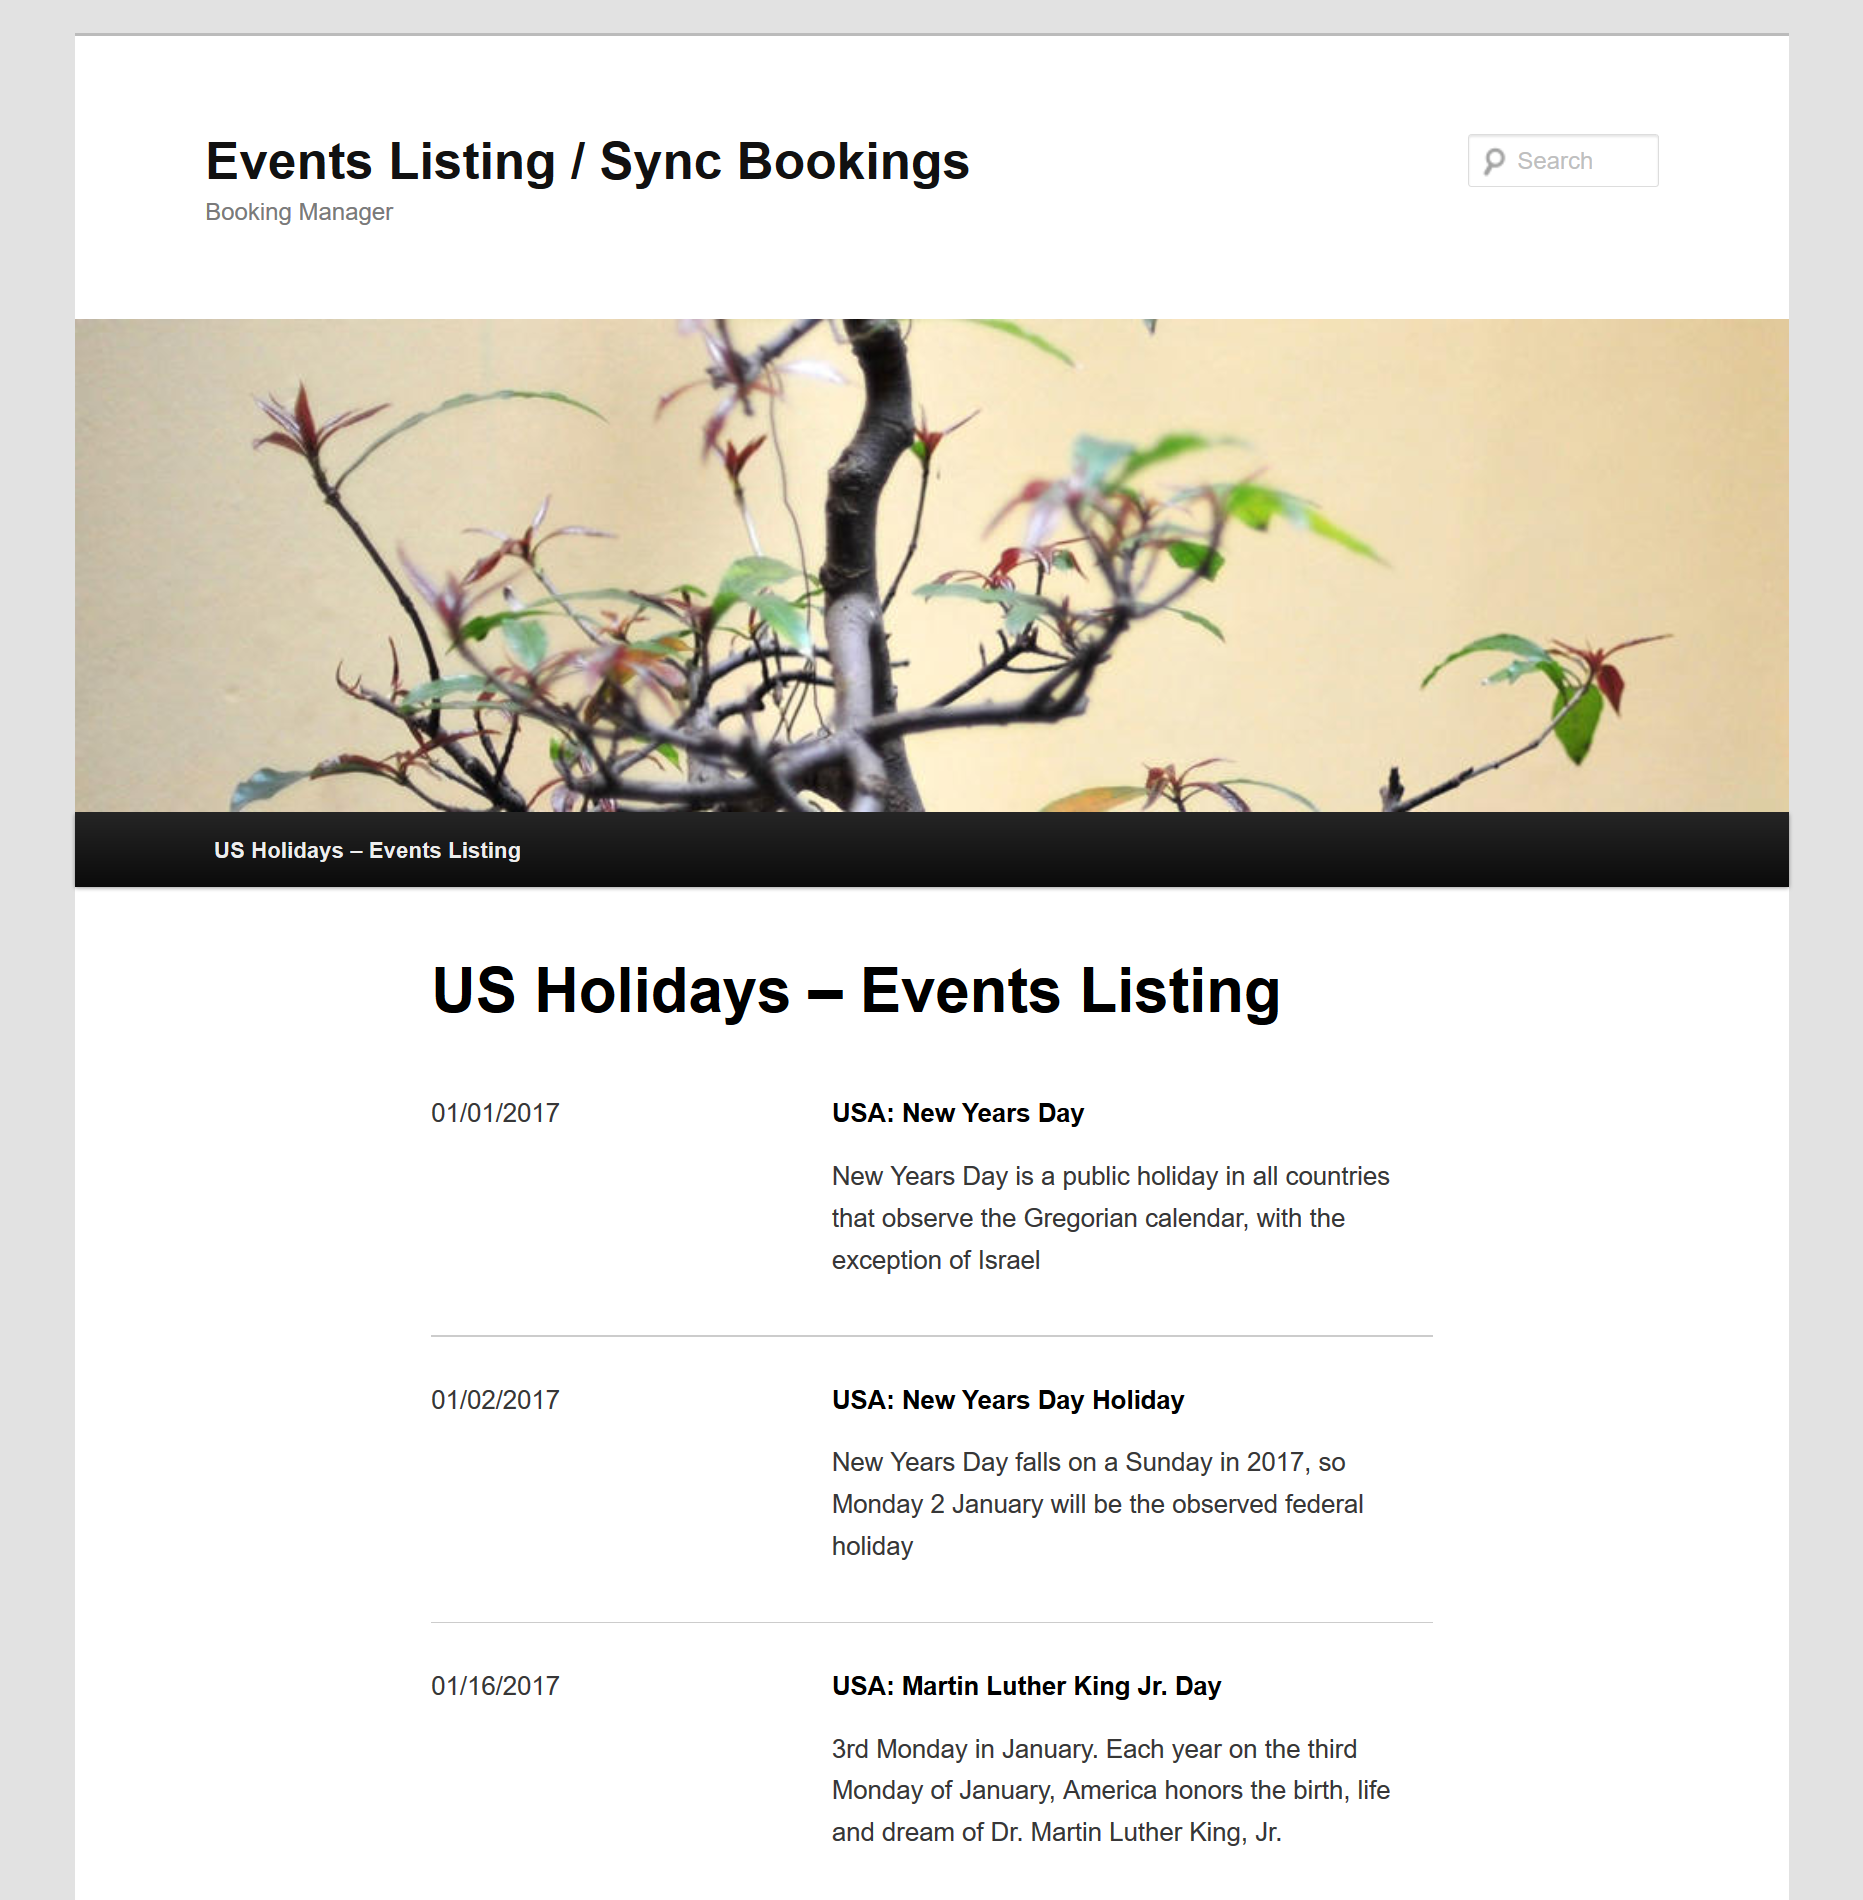 Events Listing / Sync Bookings
Booking Manager
Search
US Holidays – Events Listing
US Holidays – Events Listing
01/01/2017
USA: New Years Day
New Years Day is a public holiday in all countries
that observe the Gregorian calendar, with the
exception of Israel
01/02/2017
USA: New Years Day Holiday
New Years Day falls on a Sunday in 2017, so
Monday 2 January will be the observed federal
holiday
01/16/2017
USA: Martin Luther King Jr. Day
3rd Monday in January. Each year on the third
Monday of January, America honors the birth, life
and dream of Dr. Martin Luther King, Jr.